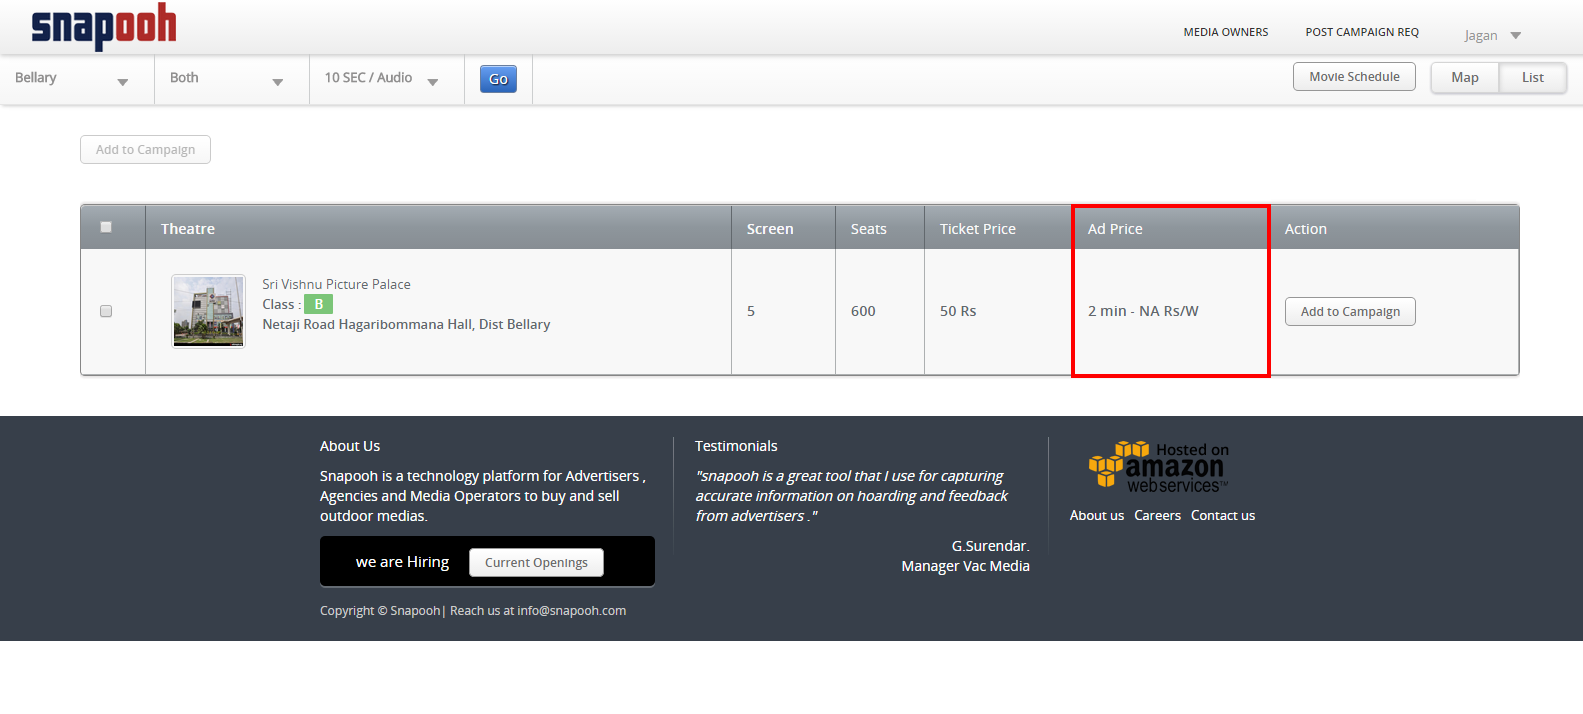 snapooh
MEDIA OWNERS
POST CAMPAIGN REQ
Jagan
Bellary
Both
10 SEC / Audio
Go
Movie Schedule
Map
List
Add to Campaign
Theatre
Screen
Seats
Ticket Price
Ad Price
Action
Sri Vishnu Picture Palace
Class : B
Netaji Road Hagaribommana Hall, Dist Bellary
5
600
50 Rs
2 min - NA Rs/W
Add to Campaign
About Us
Snapooh is a technology platform for Advertisers ,
Agencies and Media Operators to buy and sell
outdoor medias.
we are Hiring
Current Openings
Copyright © Snapooh| Reach us at info@snapooh.com
Testimonials
"snapooh is a great tool that I use for capturing
accurate information on hoarding and feedback
from advertisers ."
G.Surendar.
Manager Vac Media
Hosted on
amazon
webservices™
About us
Careers
Contact us